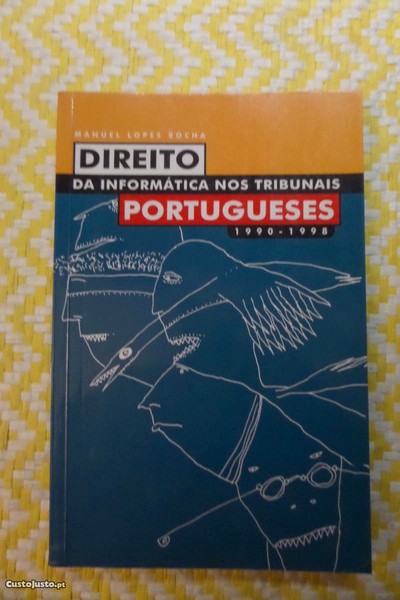 MANUEL LOPES ROCHA
DIREITO
DA INFORMÁTICA NOS TRIBUNAIS
PORTUGUESES
1990-1998
CustoJusto.pt